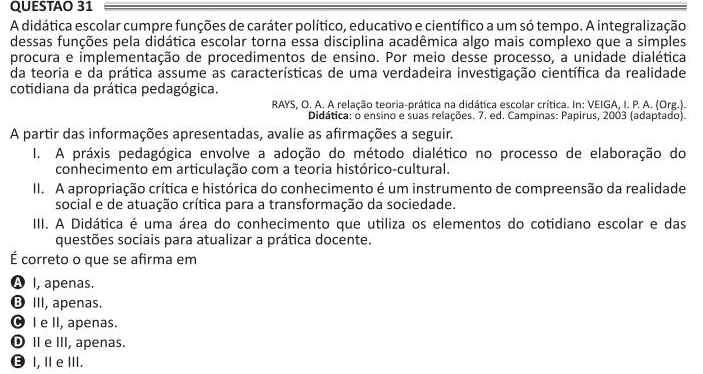 QUESTÃO 31
A didática escolar cumpre funções de caráter político, educativo e científico a um só tempo. A integralização
dessas funções pela didática escolar torna essa disciplina acadêmica algo mais complexo que a simples
procura e implementação de procedimentos de ensino. Por meio desse processo, a unidade dialética
da teoria e da prática assume as características de uma verdadeira investigação científica da realidade
cotidiana da prática pedagógica.
RAYS, O. A. A relação teoria-prática na didática escolar crítica. In: VEIGA, I. P. A. (Org.).
Didática: o ensino e suas relações. 7. ed. Campinas: Papirus, 2003 (adaptado).
A partir das informações apresentadas, avalie as afirmações a seguir.
I. A práxis pedagógica envolve a adoção do método dialético no processo de elaboração do
conhecimento em articulação com a teoria histórico-cultural.
II. A apropriação crítica e histórica do conhecimento é um instrumento de compreensão da realidade
social e de atuação crítica para a transformação da sociedade.
III. A Didática é uma área do conhecimento que utiliza os elementos do cotidiano escolar e das
questões sociais para atualizar a prática docente.
É correto o que se afirma em
A I, apenas.
B III, apenas.
C I e II, apenas.
D II e III, apenas.
E I, II e III.